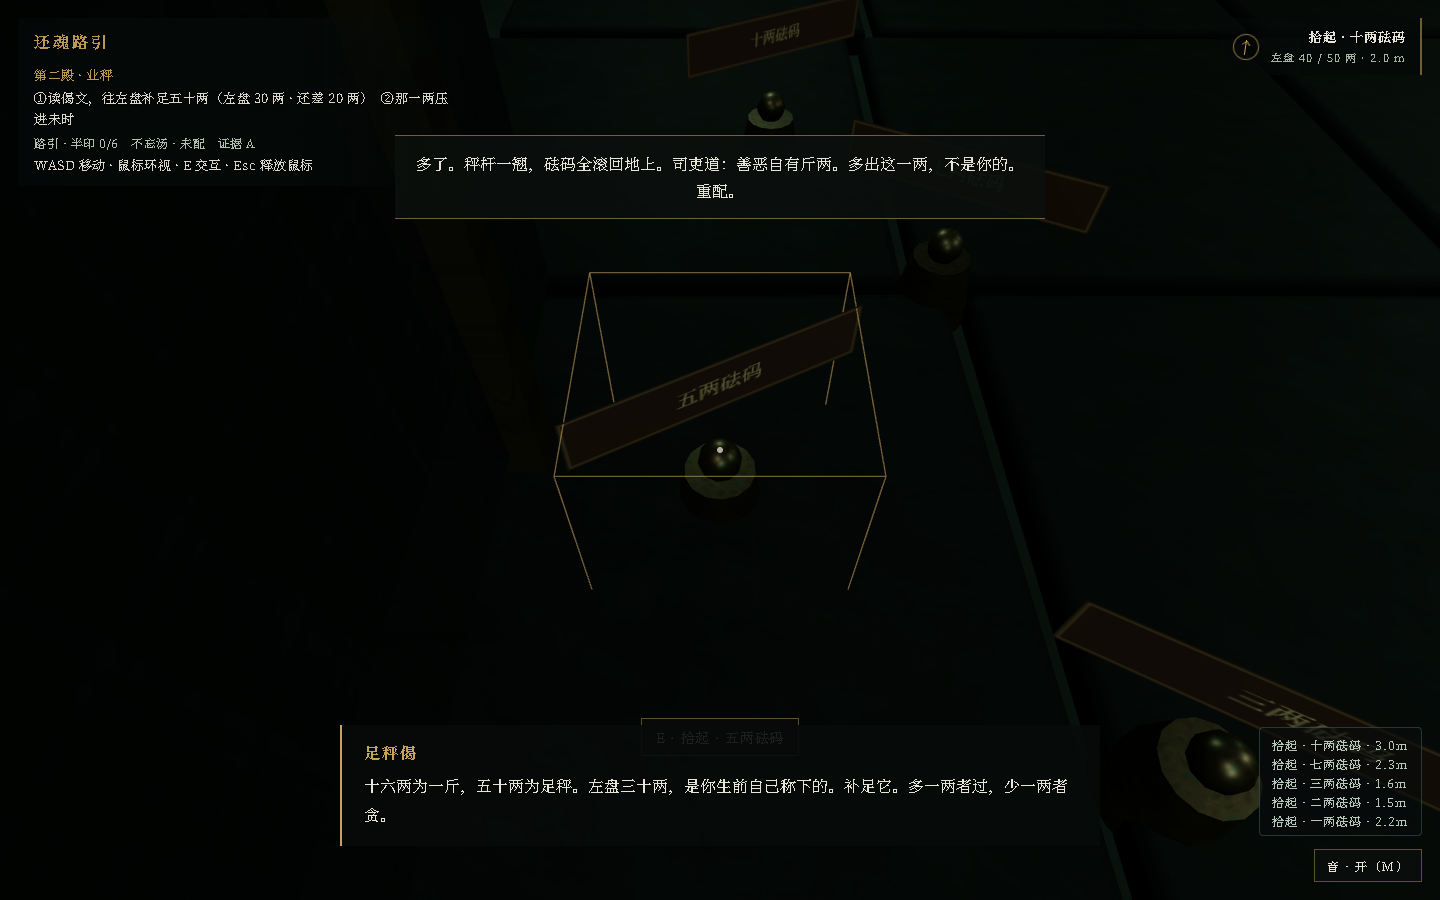 还魂路引
第二殿 · 业秤
①读偈文，往左盘补足五十两（左盘 30 两 · 还差 20 两） ②那一两压
进未时
路引 · 半印 0/6 不忘汤 · 未配 证据 A
WASD 移动 · 鼠标环视 · E 交互 · Esc 释放鼠标
十两砝码
拾起 · 十两砝码
左盘 40 / 50 两 · 2.0 m
多了。秤杆一翘，砝码全滚回地上。司吏道：善恶自有斤两。多出这一两，不是你的。
重配。
五两砝码
三两砝
E · 拾起 · 五两砝码
足秤偈
十六两为一斤，五十两为足秤。左盘三十两，是你生前自己称下的。补足它。多一两者过，少一两者
贪。
拾起 · 十两砝码 · 3.0m
拾起 · 七两砝码 · 2.3m
拾起 · 三两砝码 · 1.6m
拾起 · 二两砝码 · 1.5m
拾起 · 一两砝码 · 2.2m
音 · 开（M）